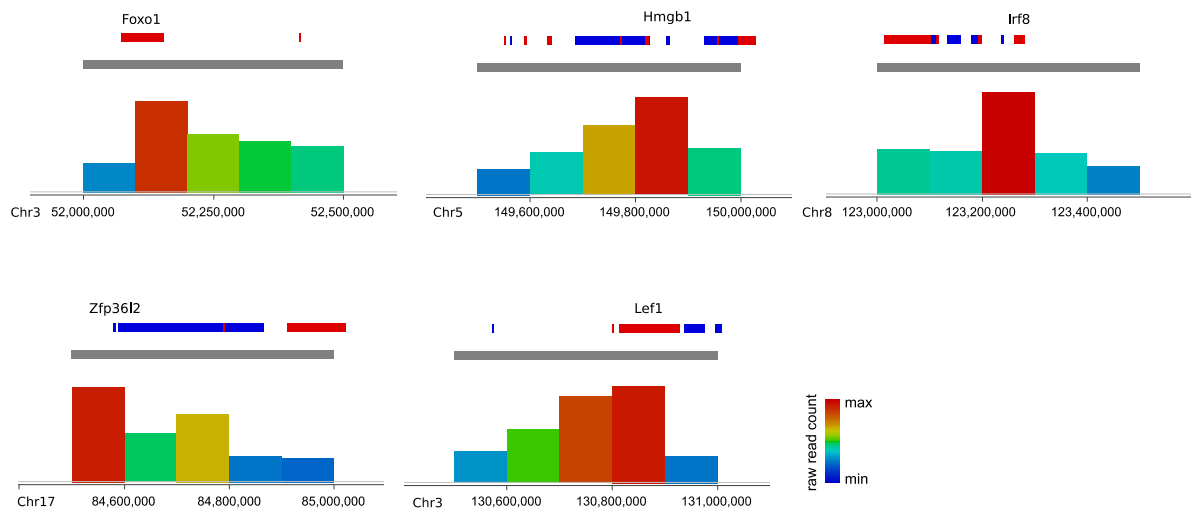 Foxo1
Hmgb1
Irf8
Chr3 52,000,000 52,250,000 52,500,000
Chr5 149,600,000 149,800,000 150,000,000
Chr8 123,000,000 123,200,000 123,400,000
Zfp36l2
Lef1
Chr17 84,600,000 84,800,000 85,000,000
Chr3 130,600,000 130,800,000 131,000,000
raw read count
max
min